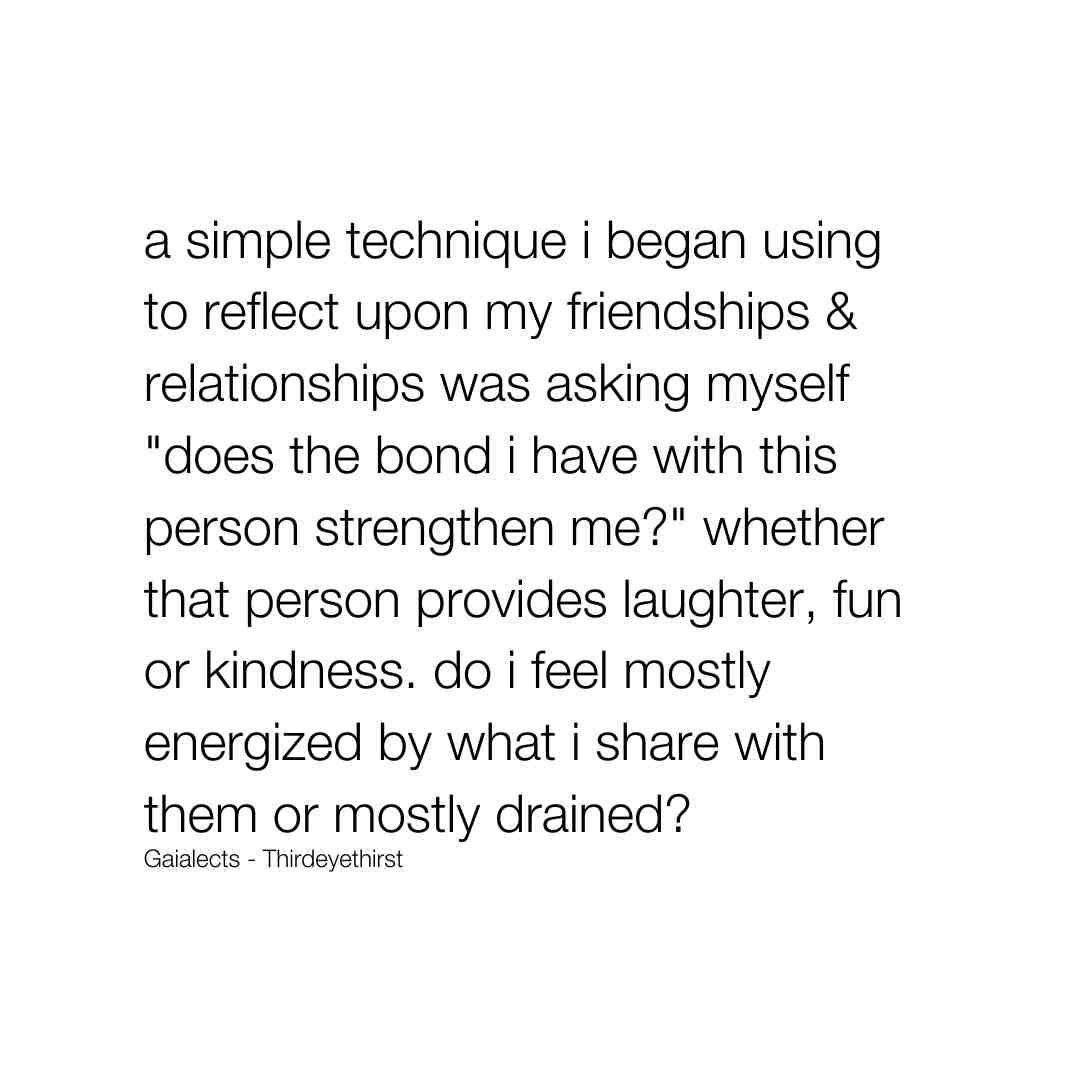 a simple technique i began using
to reflect upon my friendships &
relationships was asking myself
"does the bond i have with this
person strengthen me?" whether
that person provides laughter, fun
or kindness. do i feel mostly
energized by what i share with
them or mostly drained?
Gaialects - Thirdeyethirst